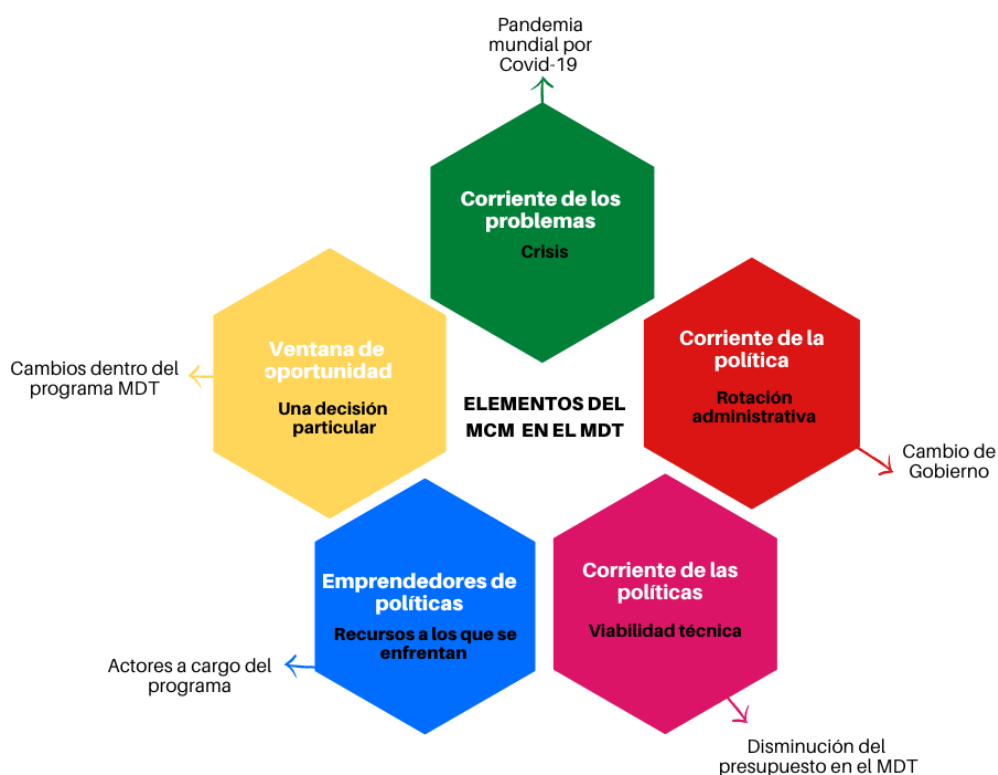 Pandemia
mundial por
Covid-19
Corriente de los
problemas
Crisis
Ventana de
oportunidad
Una decisión
particular
Cambios dentro del
programa MDT
ELEMENTOS DEL
MCM EN EL MDT
Corriente de la
política
Rotación
administrativa
Cambio de
Gobierno
Emprendedores de
políticas
Recursos a los que se
enfrentan
Actores a cargo del
programa
Corriente de las
políticas
Viabilidad técnica
Disminución del
presupuesto en el MDT